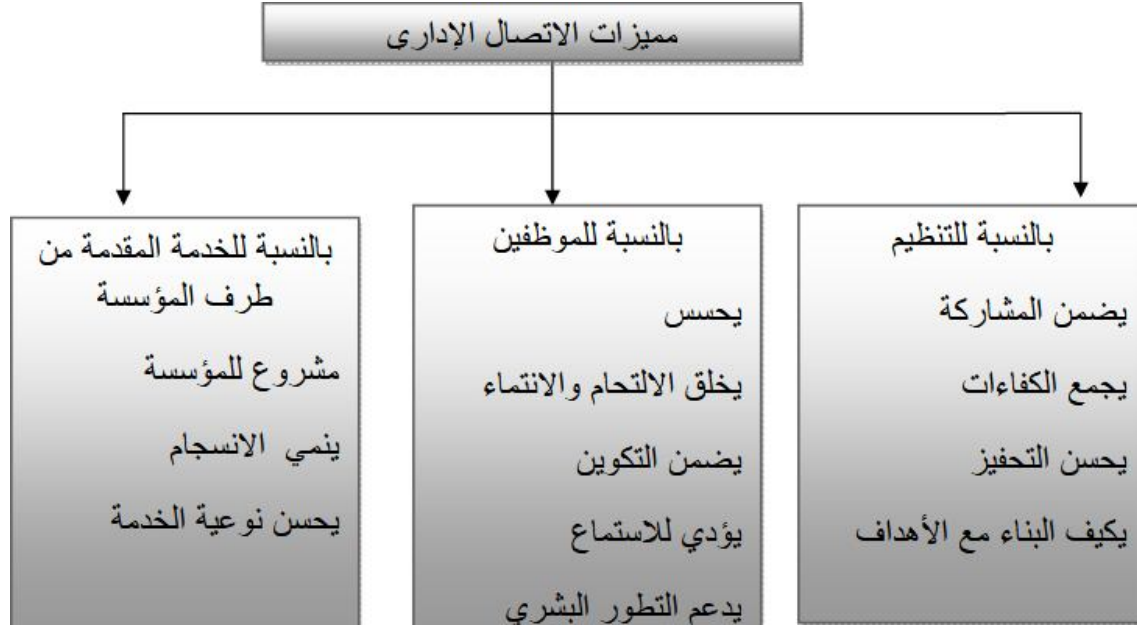 مميزات الاتصال الإداري
بالنسبة للتنظيم
يضمن المشاركة
يجمع الكفاءات
يحسن التحفيز
يكيف البناء مع الأهداف
بالنسبة للموظفين
يحسس
يخلق الالتحام والانتماء
يضمن التكوين
يؤدي للاستماع
يدعم التطور البشري
بالنسبة للخدمة المقدمة من
طرف المؤسسة
مشروع للمؤسسة
ينمي الانسجام
يحسن نوعية الخدمة